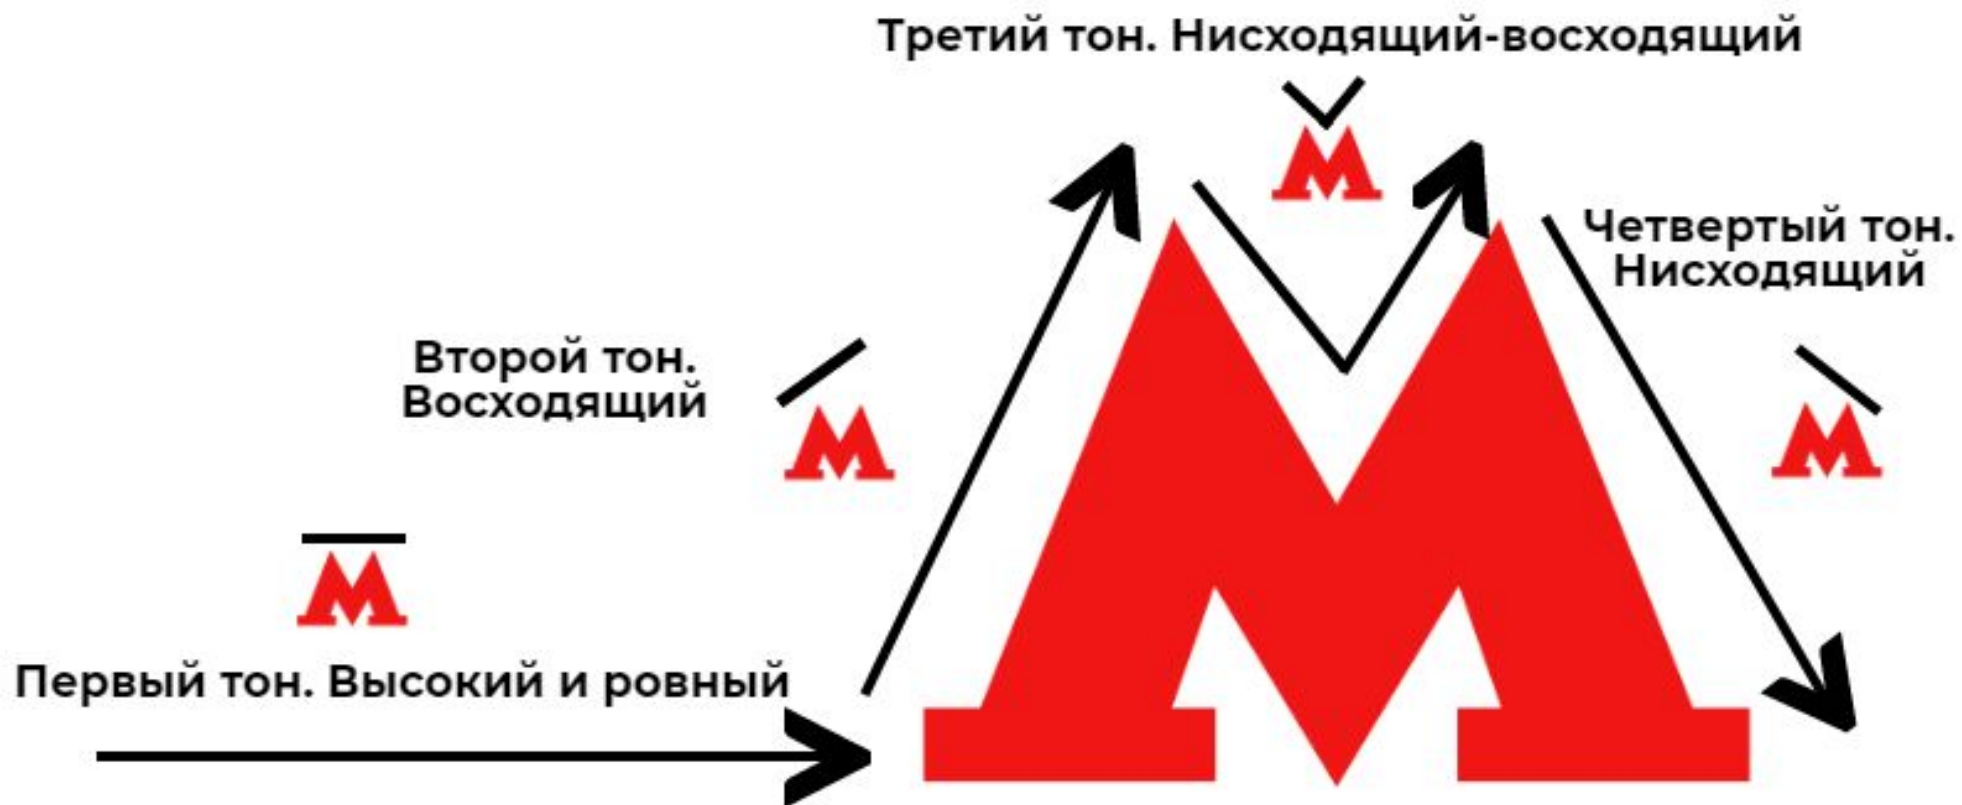 Третий тон. Нисходящий-восходящий
Четвертый тон.
Нисходящий
Второй тон.
Восходящий
Первый тон. Высокий и ровный